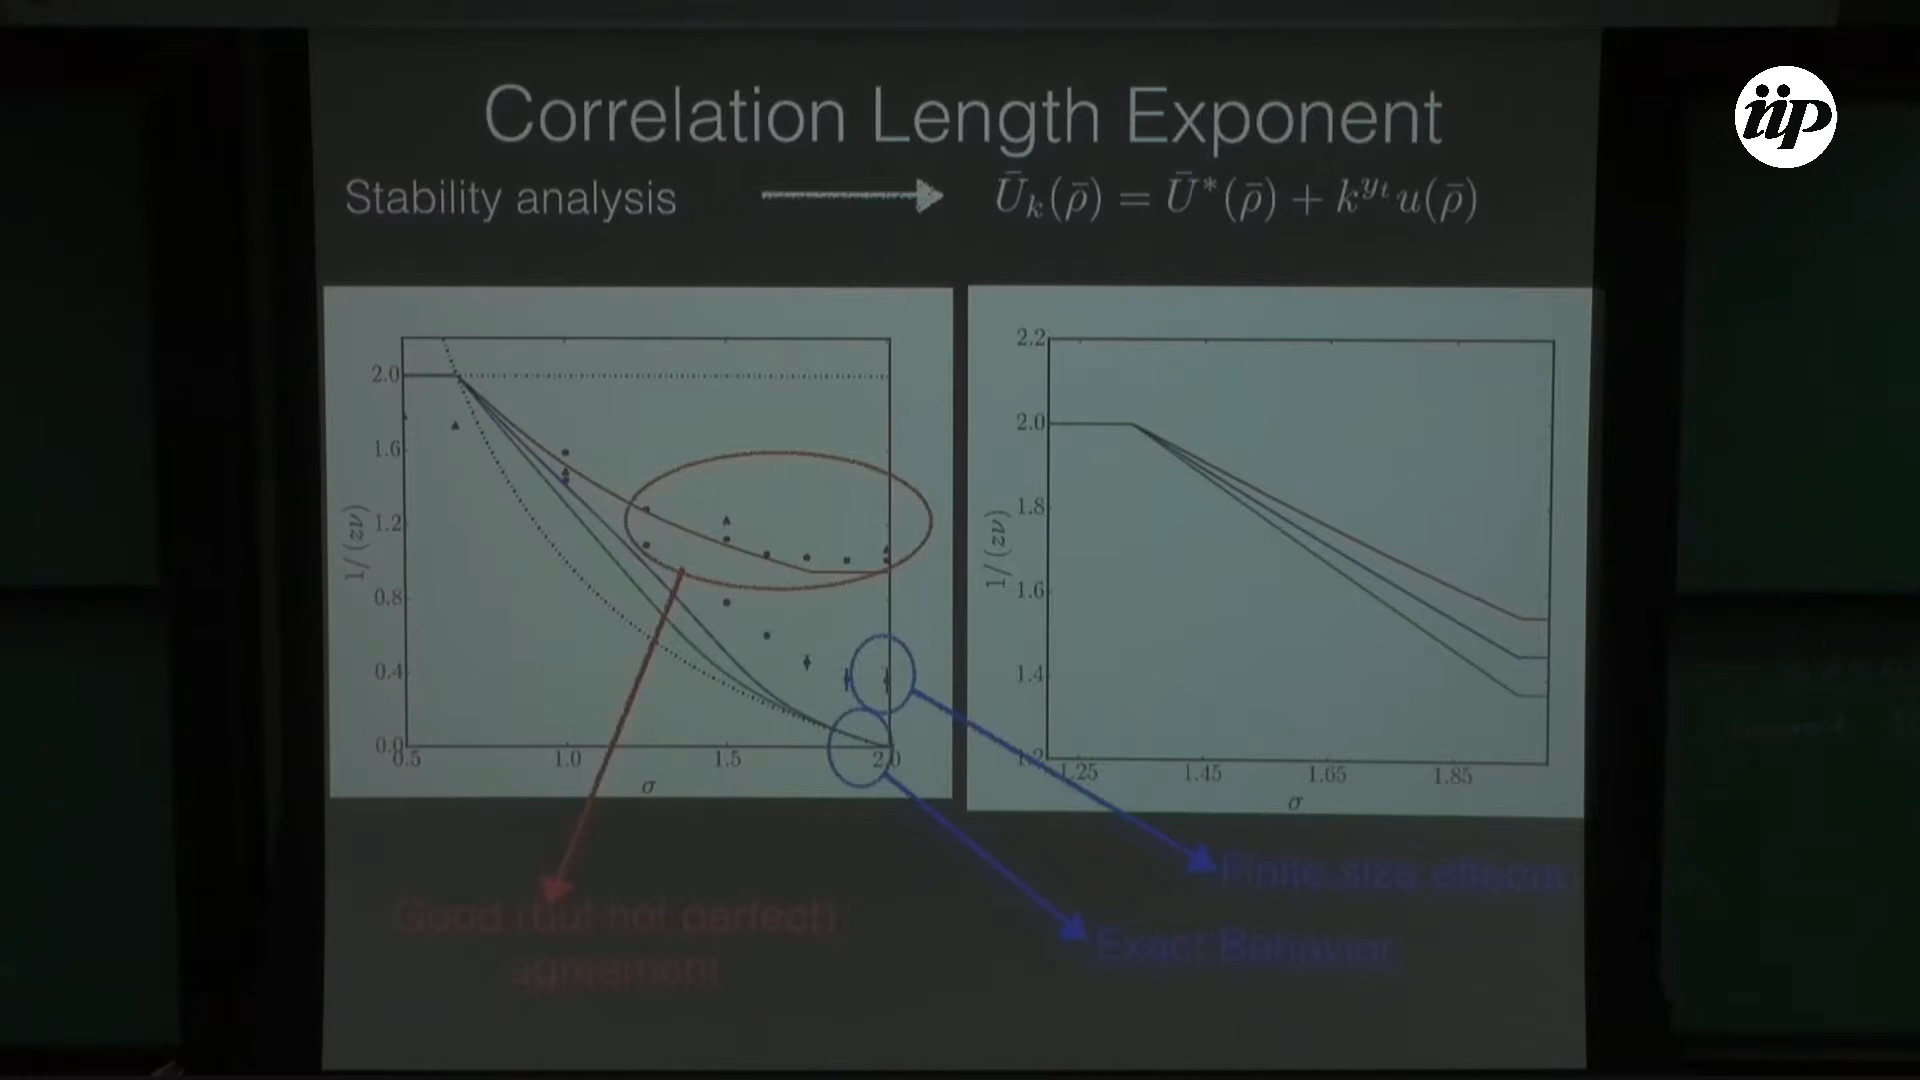 iip
Correlation Length Exponent
Stability analysis
Ū_k(ρ̄) = Ū*(ρ̄) + k^{y_t} u(ρ̄)
2.0
1.6
1.2
0.8
0.4
0.0
1/(zν)
0.5 1.0 1.5 2.0
σ
2.2
2.0
1.8
1.6
1.4
1.2
1/(zν)
1.25 1.45 1.65 1.85
σ
Finite size effects
Good (but not perfect)
agreement
Exact Behavior